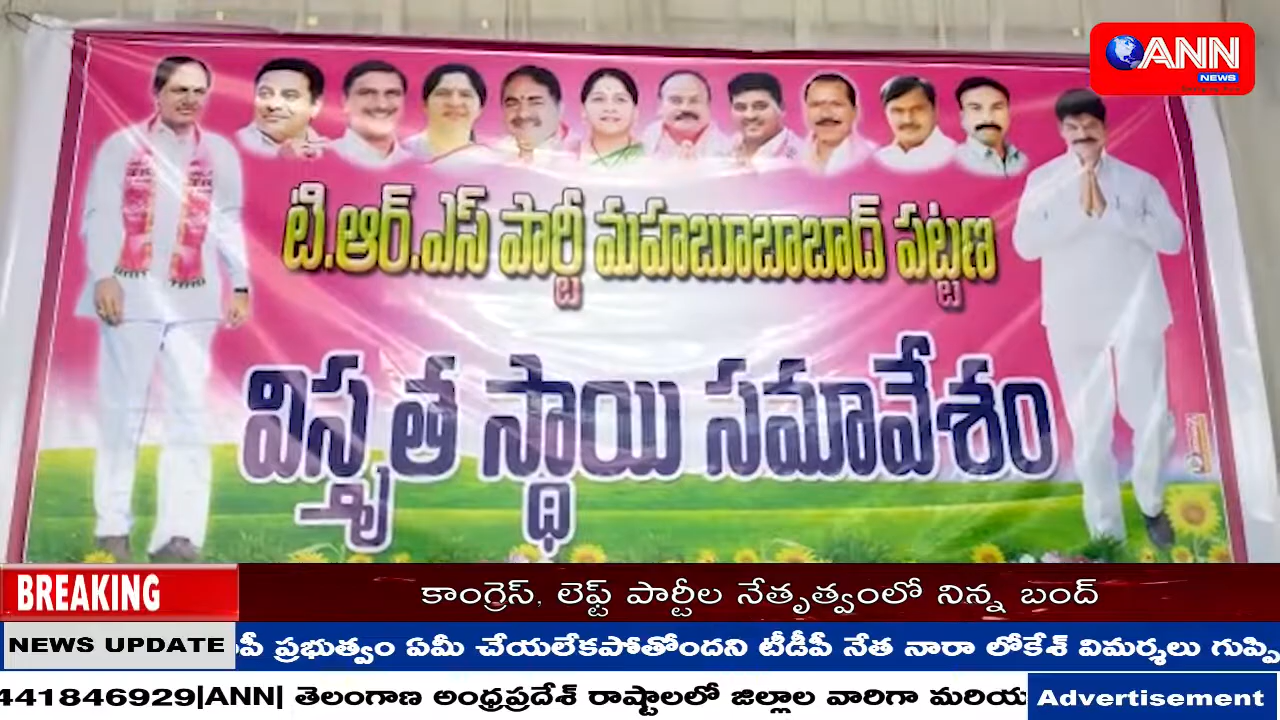 ANN
NEWS
టి.ఆర్.ఎస్ పార్టీ మహబూబాబాద్ పట్టణ
విస్తృత స్థాయి సమావేశం
BREAKING
కాంగ్రెస్, లెఫ్ట్ పార్టీల నేతృత్వంలో నిన్న బంద్
NEWS UPDATE
పీ ప్రభుత్వం ఏమీ చేయలేకపోతోందని టీడీపీ నేత నారా లోకేశ్ విమర్శలు గుప్పి
441846929|ANN| తెలంగాణ అంధ్రప్రదేశ్ రాష్టాలలో జిల్లాల వారిగా మరియు
Advertisement